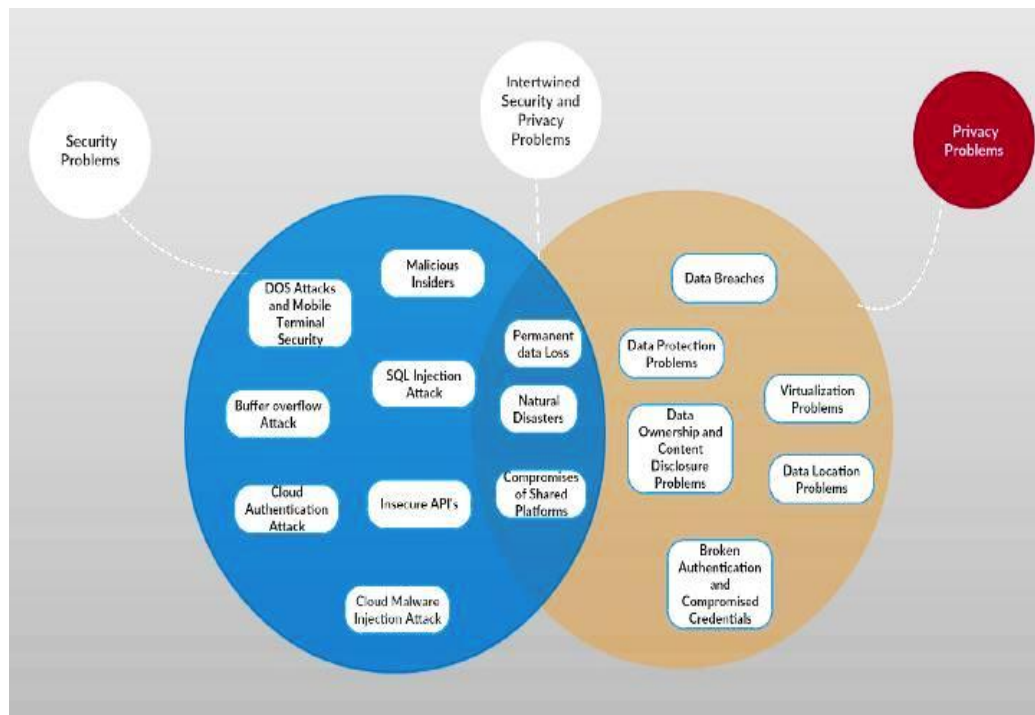 Security
Problems
Intertwined
Security and
Privacy
Problems
Privacy
Problems
Malicious
Insiders
DOS Attacks
and Mobile
Terminal
Security
SQL Injection
Attack
Buffer overflow
Attack
Cloud
Authentication
Attack
Insecure API's
Cloud Malware
Injection Attack
Permanent
data Loss
Natural
Disasters
Compromises
of Shared
Platforms
Data Breaches
Data Protection
Problems
Virtualization
Problems
Data
Ownership and
Content
Disclosure
Problems
Data Location
Problems
Broken
Authentication
and
Compromised
Credentials